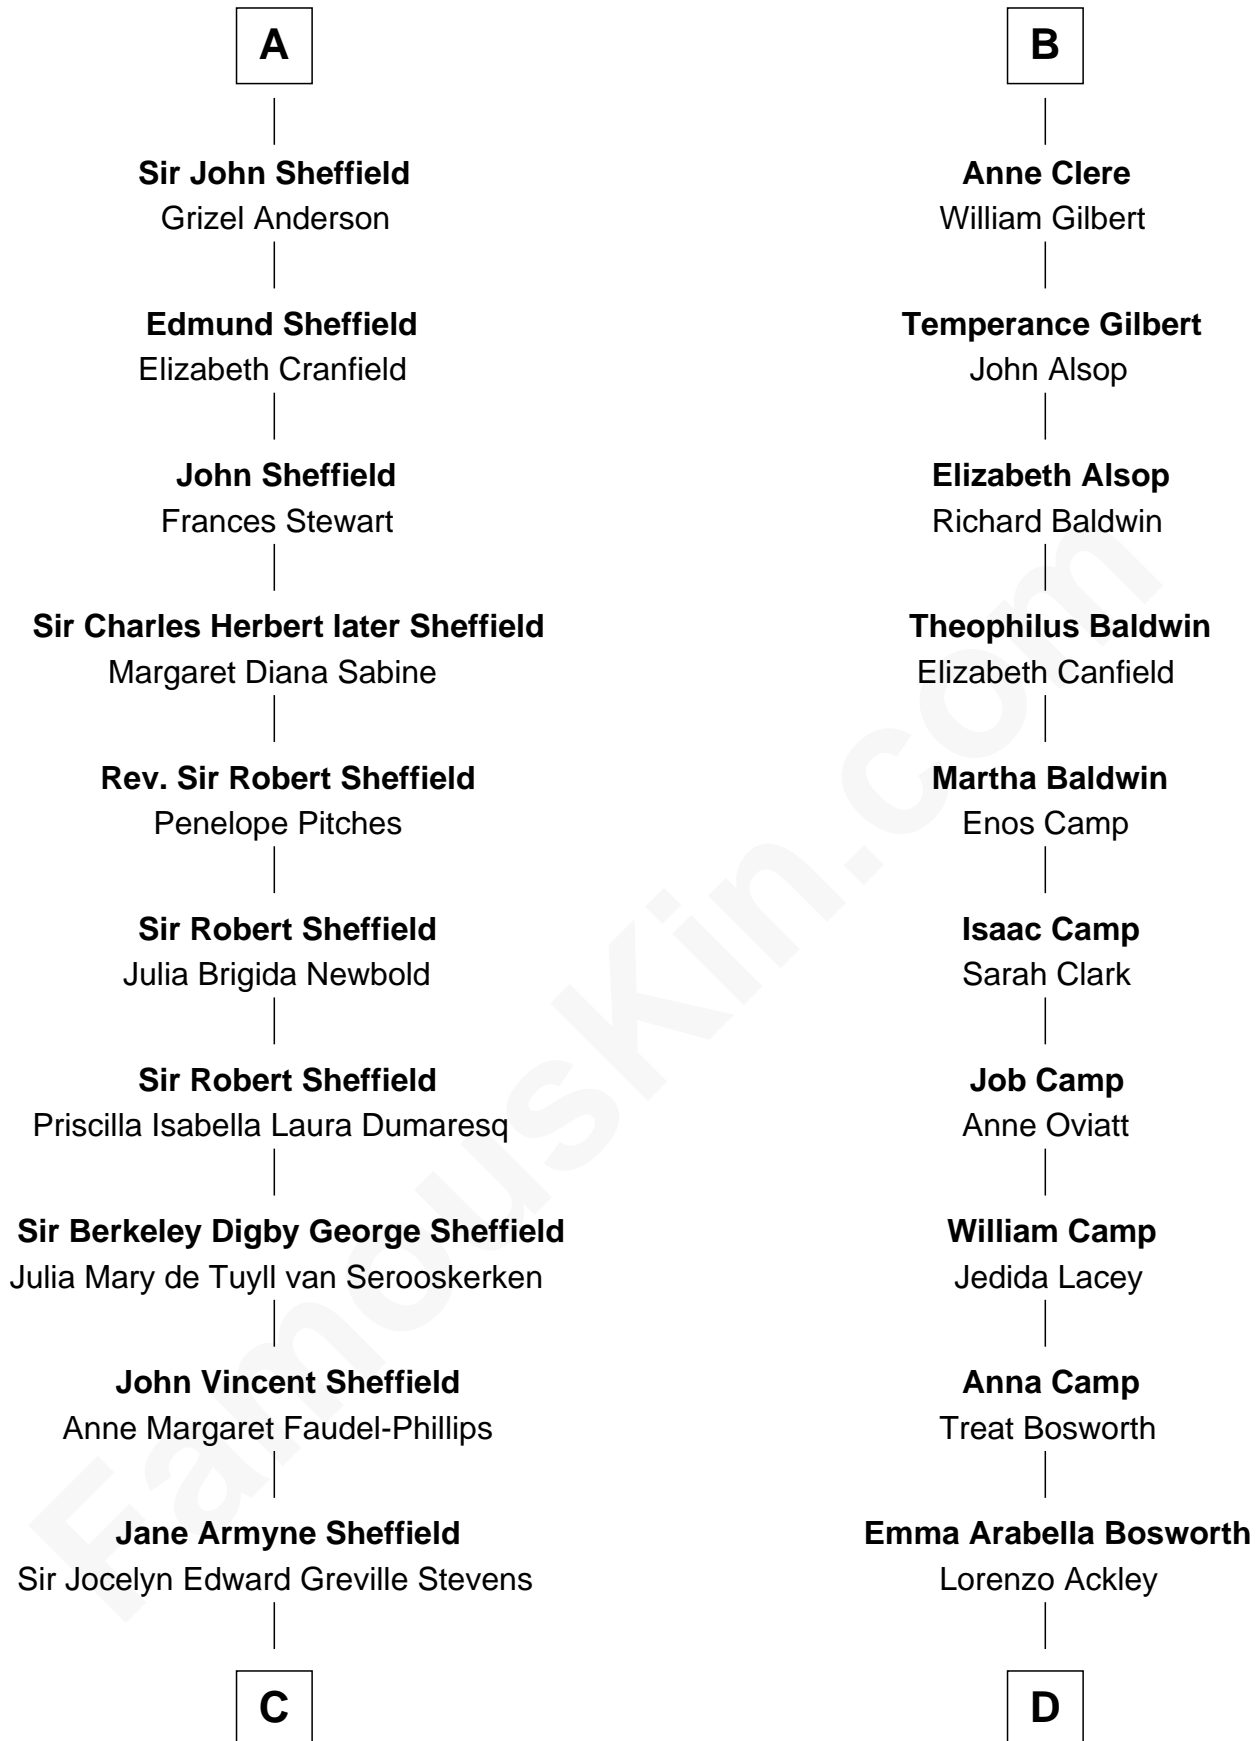 A
Sir John Sheffield
Grizel Anderson
Edmund Sheffield
Elizabeth Cranfield
John Sheffield
Frances Stewart
Sir Charles Herbert later Sheffield
Margaret Diana Sabine
Rev. Sir Robert Sheffield
Penelope Pitches
Sir Robert Sheffield
Julia Brigida Newbold
Sir Robert Sheffield
Priscilla Isabella Laura Dumaresq
Sir Berkeley Digby George Sheffield
Julia Mary de Tuyll van Serooskerken
John Vincent Sheffield
Anne Margaret Faudel-Phillips
Jane Armyne Sheffield
Sir Jocelyn Edward Greville Stevens
C
B
Anne Clere
William Gilbert
Temperance Gilbert
John Alsop
Elizabeth Alsop
Richard Baldwin
Theophilus Baldwin
Elizabeth Canfield
Martha Baldwin
Enos Camp
Isaac Camp
Sarah Clark
Job Camp
Anne Oviatt
William Camp
Jedida Lacey
Anna Camp
Treat Bosworth
Emma Arabella Bosworth
Lorenzo Ackley
D
FamousKin.com